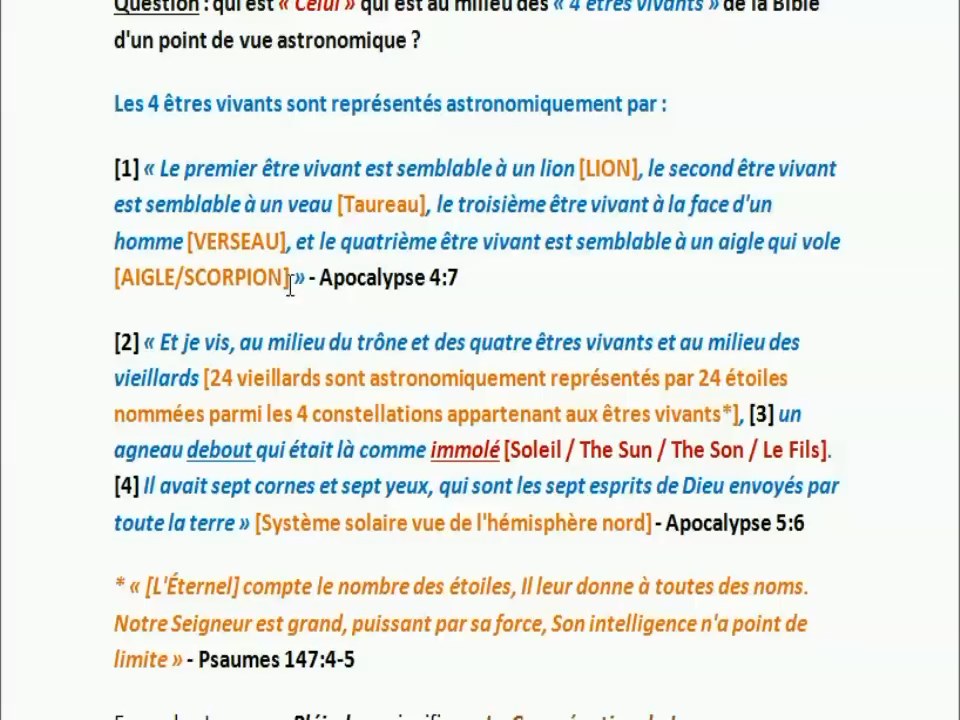 Question : qui est « Celui » qui est au milieu des « 4 êtres vivants » de la Bible
d'un point de vue astronomique ?
Les 4 êtres vivants sont représentés astronomiquement par :
[1] « Le premier être vivant est semblable à un lion [LION], le second être vivant
est semblable à un veau [Taureau], le troisième être vivant à la face d'un
homme [VERSEAU], et le quatrième être vivant est semblable à un aigle qui vole
[AIGLE/SCORPION] » - Apocalypse 4:7
[2] « Et je vis, au milieu du trône et des quatre êtres vivants et au milieu des
vieillards [24 vieillards sont astronomiquement représentés par 24 étoiles
nommées parmi les 4 constellations appartenant aux êtres vivants*], [3] un
agneau debout qui était là comme immolé [Soleil / The Sun / The Son / Le Fils].
[4] Il avait sept cornes et sept yeux, qui sont les sept esprits de Dieu envoyés par
toute la terre » [Système solaire vue de l'hémisphère nord] - Apocalypse 5:6
* « [L'Éternel] compte le nombre des étoiles, Il leur donne à toutes des noms.
Notre Seigneur est grand, puissant par sa force, Son intelligence n'a point de
limite » - Psaumes 147:4-5